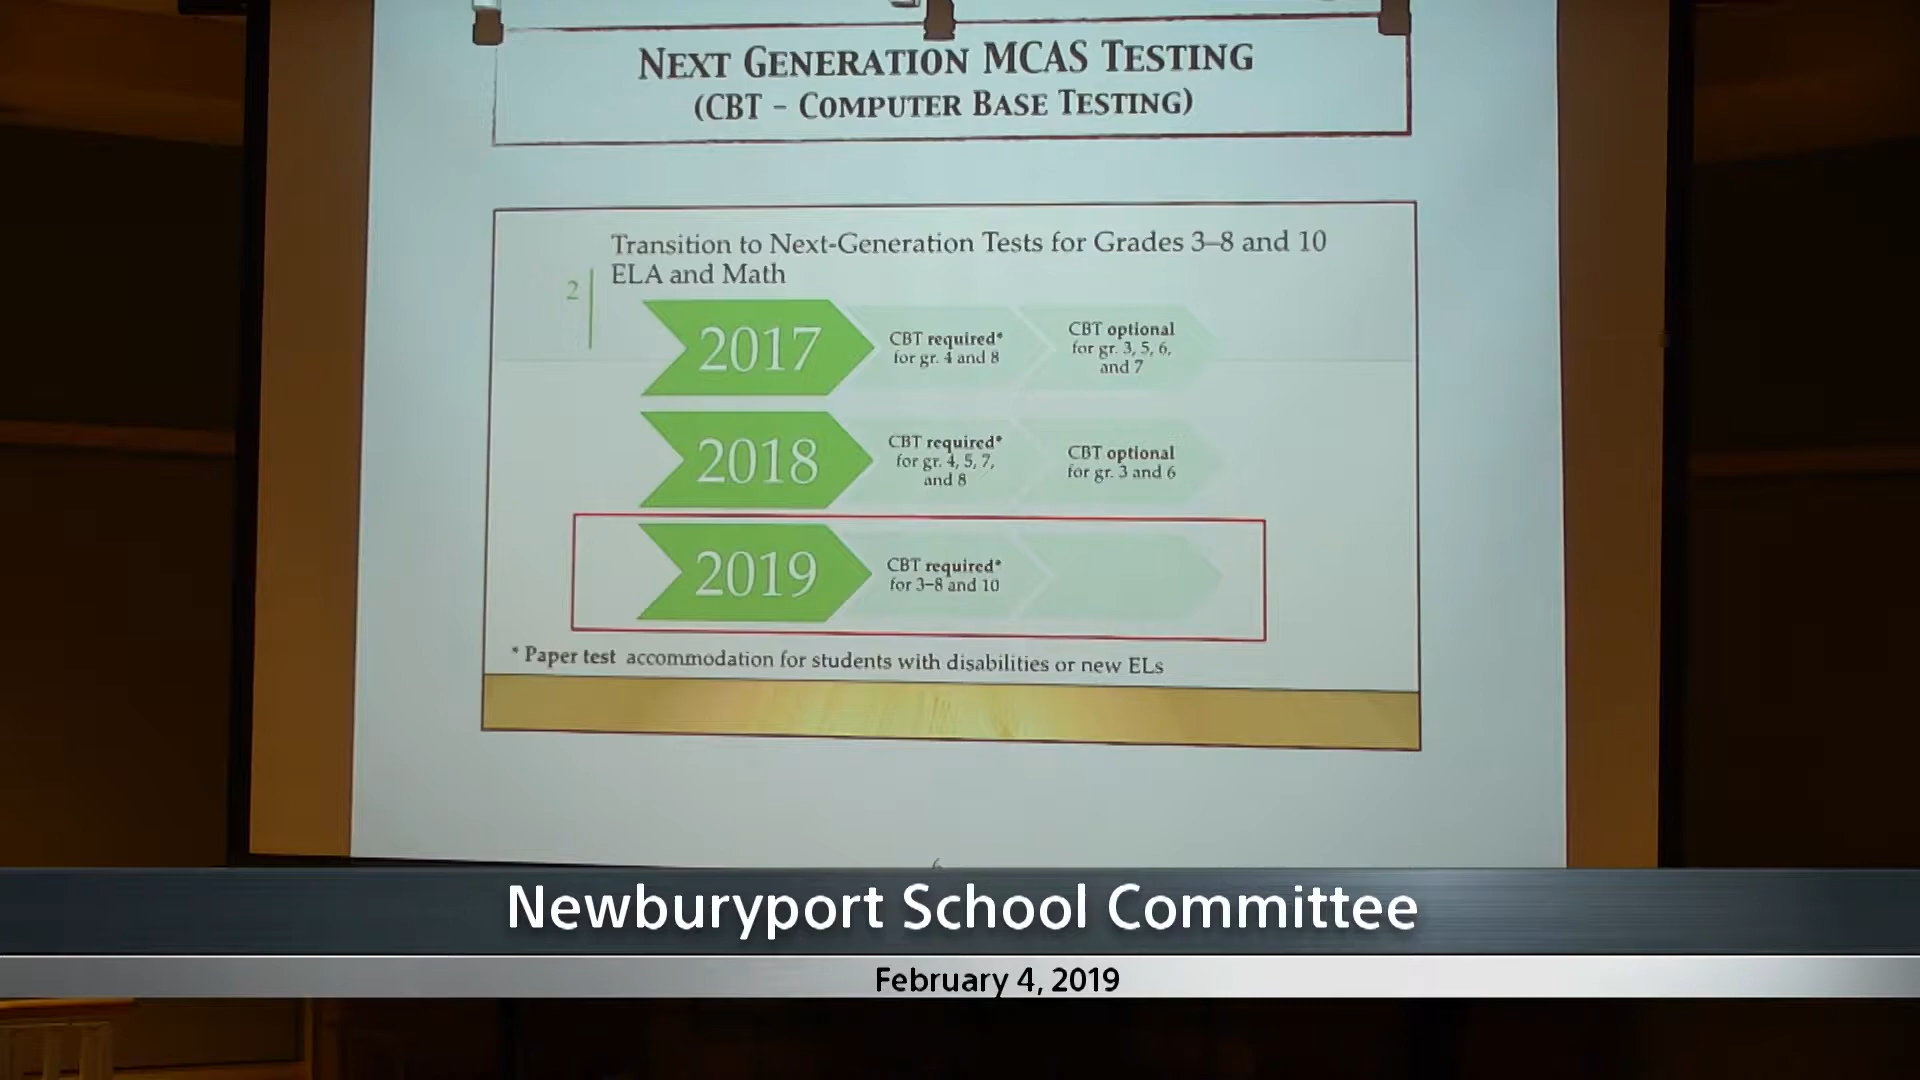 NEXT GENERATION MCAS TESTING
(CBT – COMPUTER BASE TESTING)
Transition to Next-Generation Tests for Grades 3–8 and 10
ELA and Math
2
2017
CBT required*
for gr. 4 and 8
CBT optional
for gr. 3, 5, 6,
and 7
2018
CBT required*
for gr. 4, 5, 7,
and 8
CBT optional
for gr. 3 and 6
2019
CBT required*
for 3–8 and 10
* Paper test accommodation for students with disabilities or new ELs
Newburyport School Committee
February 4, 2019